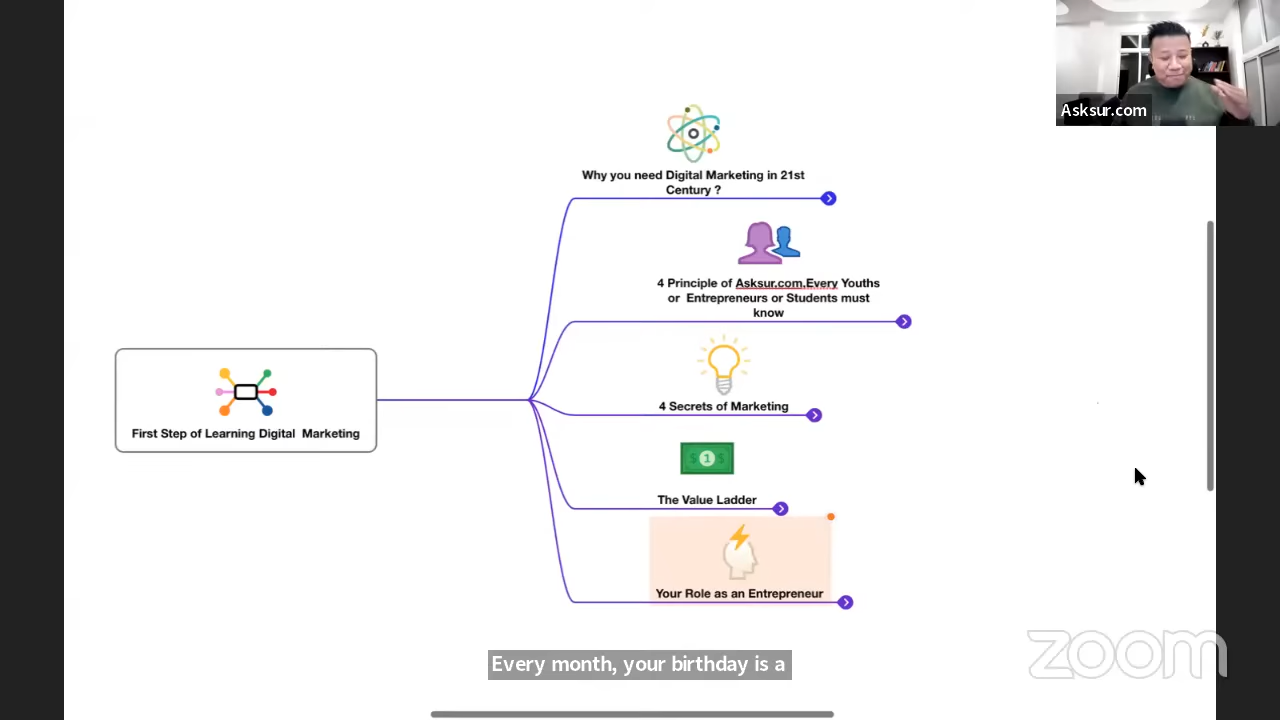 Asksur.com
Why you need Digital Marketing in 21st
Century ?
4 Principle of Asksur.com,Every Youths
or Entrepreneurs or Students must
know
4 Secrets of Marketing
First Step of Learning Digital Marketing
$ 1 $
The Value Ladder
Your Role as an Entrepreneur
Every month, your birthday is a
zoom